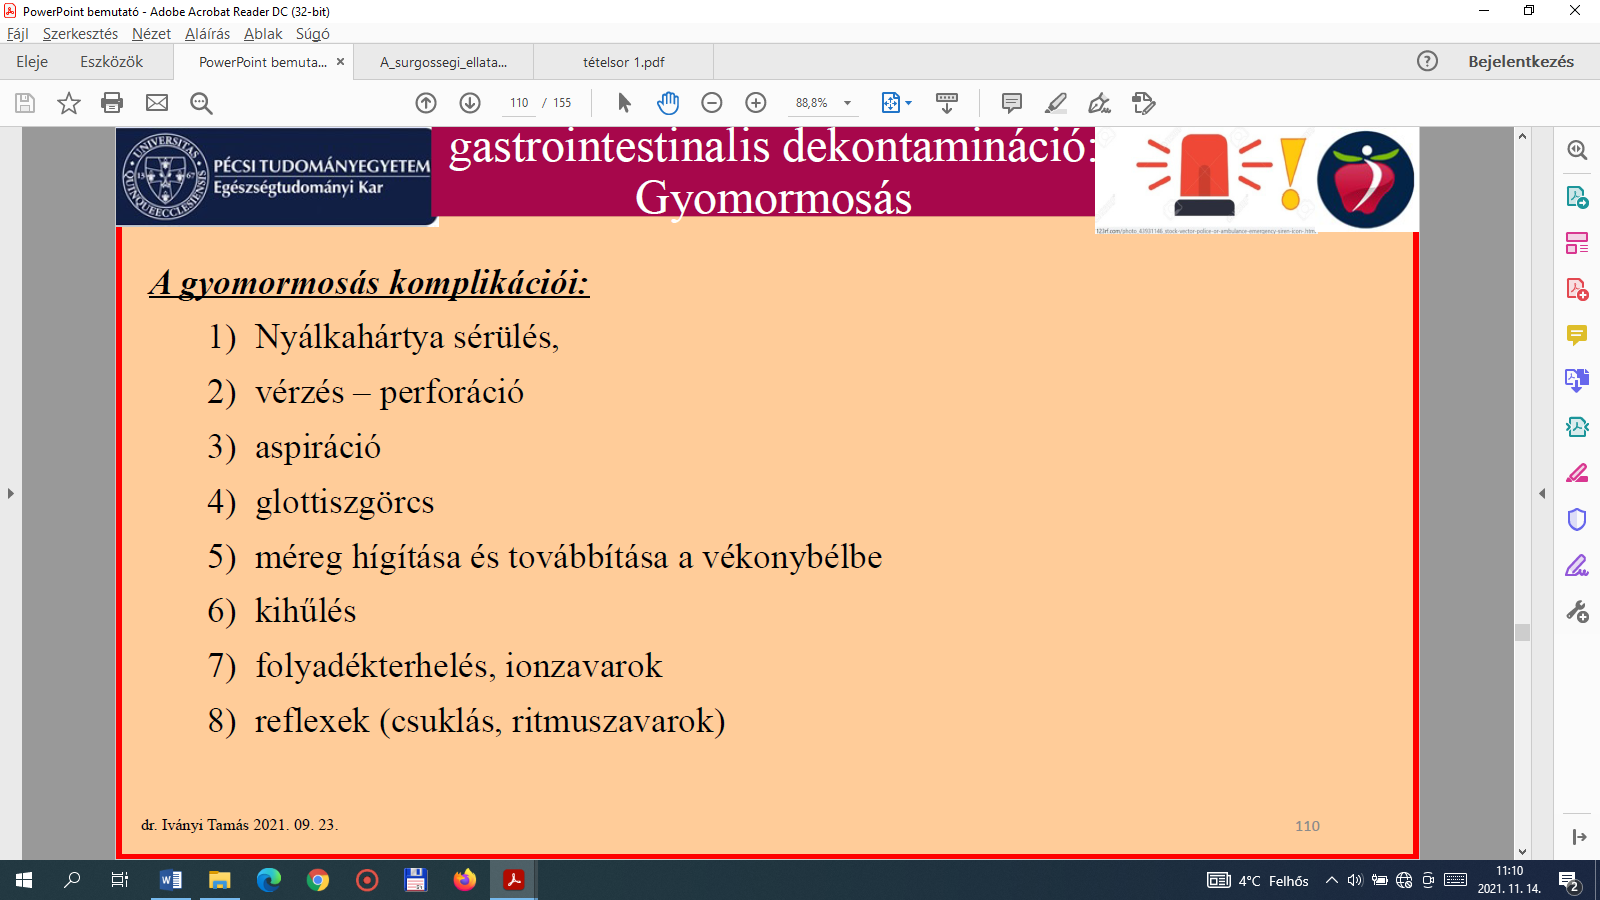 PowerPoint bemutató - Adobe Acrobat Reader DC (32-bit)
Fájl Szerkesztés Nézet Aláírás Ablak Súgó
Eleje Eszközök PowerPoint bemuta... × A_surgossegi_ellata... tételsor 1.pdf Bejelentkezés
110 / 155 88,8%
UNIVERSITAS QUINQUEECCLESIENSIS
PÉCSI TUDOMÁNYEGYETEM
Egészségtudományi Kar
gastrointestinalis dekontamináció:
Gyomormosás
A gyomormosás komplikációi:
1) Nyálkahártya sérülés,
2) vérzés – perforáció
3) aspiráció
4) glottiszgörcs
5) méreg hígítása és továbbítása a vékonybélbe
6) kihűlés
7) folyadékterhelés, ionzavarok
8) reflexek (csuklás, ritmuszavarok)
dr. Iványi Tamás 2021. 09. 23.
110
4°C Felhős
11:10
2021. 11. 14.
2